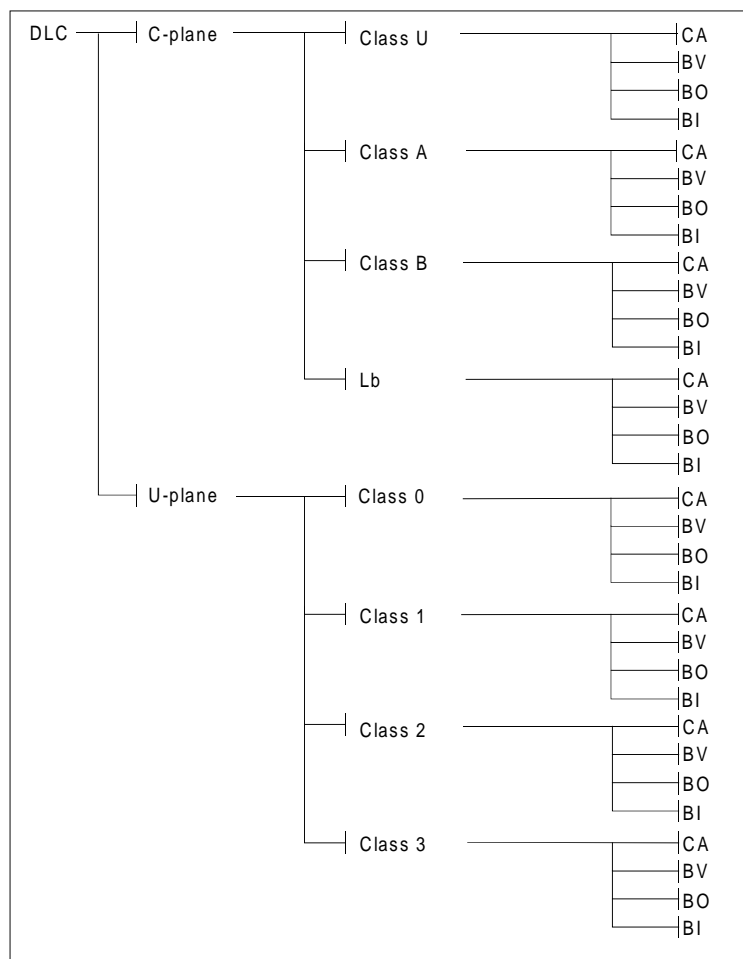 DLC C-plane Class U CA
BV
BO
BI
Class A CA
BV
BO
BI
Class B CA
BV
BO
BI
Lb CA
BV
BO
BI
U-plane Class 0 CA
BV
BO
BI
Class 1 CA
BV
BO
BI
Class 2 CA
BV
BO
BI
Class 3 CA
BV
BO
BI